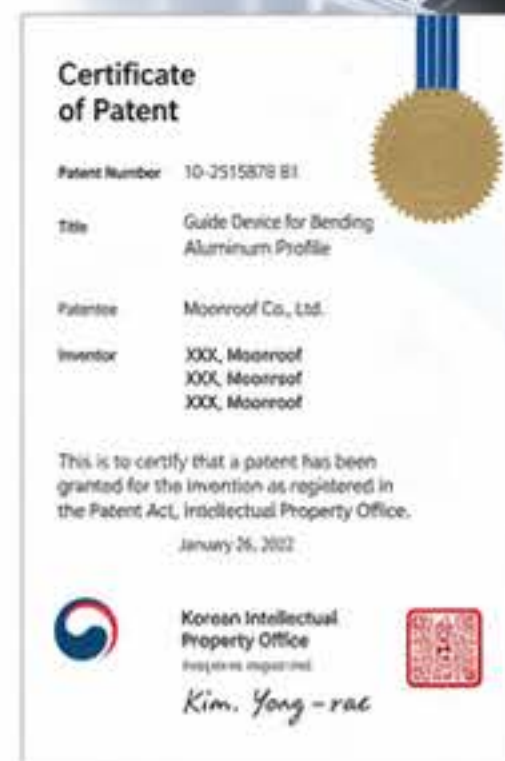 Certificate
of Patent
Patent Number 10-2515878 B1
Title Guide Device for Bending
Aluminum Profile
Patentee Moonroof Co., Ltd.
Inventor XXX, Moonroof
XXX, Moonrsof
XXX, Moonroof
This is to certify that a patent has been
granted for the invention as registered in
the Patent Act, Intellectual Property Office.
January 26, 2022
Korean Intellectual
Property Office
Kim. Yong-rae